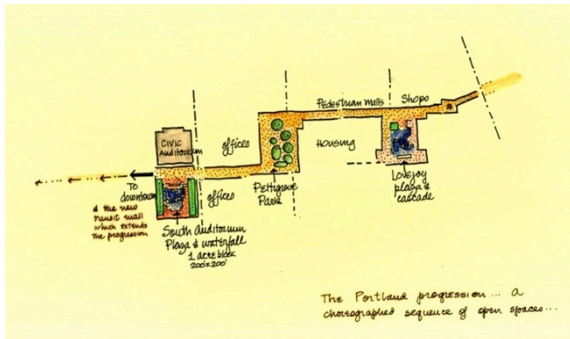 Pedestrian malls
Shops
CIVIC
Auditorium
offices
HOUSING
To
downtown
offices
Pettigrove
Park
Lovejoy
plaza &
cascade
& the new
transit mall
which extends
the progression
South Auditorium
Plaza & waterfall
1 acre block
200'x200'
The Portland progression... a
choreographed sequence of open spaces...